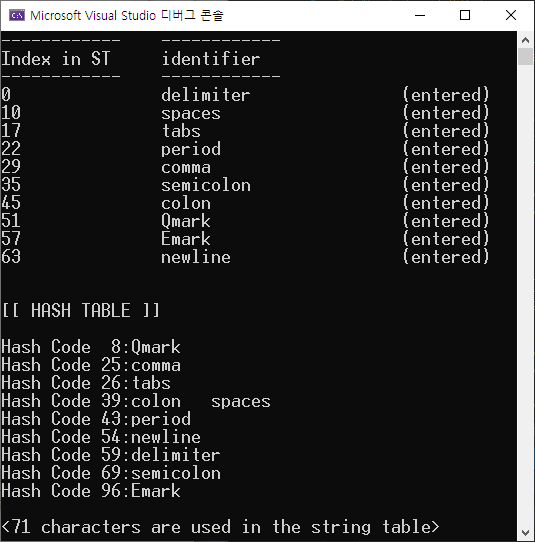 Microsoft Visual Studio 디버그 콘솔
------------ ------------
Index in ST identifier
------------ ------------
0 delimiter (entered)
10 spaces (entered)
17 tabs (entered)
22 period (entered)
29 comma (entered)
35 semicolon (entered)
45 colon (entered)
51 Qmark (entered)
57 Emark (entered)
63 newline (entered)
[[ HASH TABLE ]]
Hash Code  8:Qmark
Hash Code 25:comma
Hash Code 26:tabs
Hash Code 39:colon   spaces
Hash Code 43:period
Hash Code 54:newline
Hash Code 59:delimiter
Hash Code 69:semicolon
Hash Code 96:Emark
<71 characters are used in the string table>